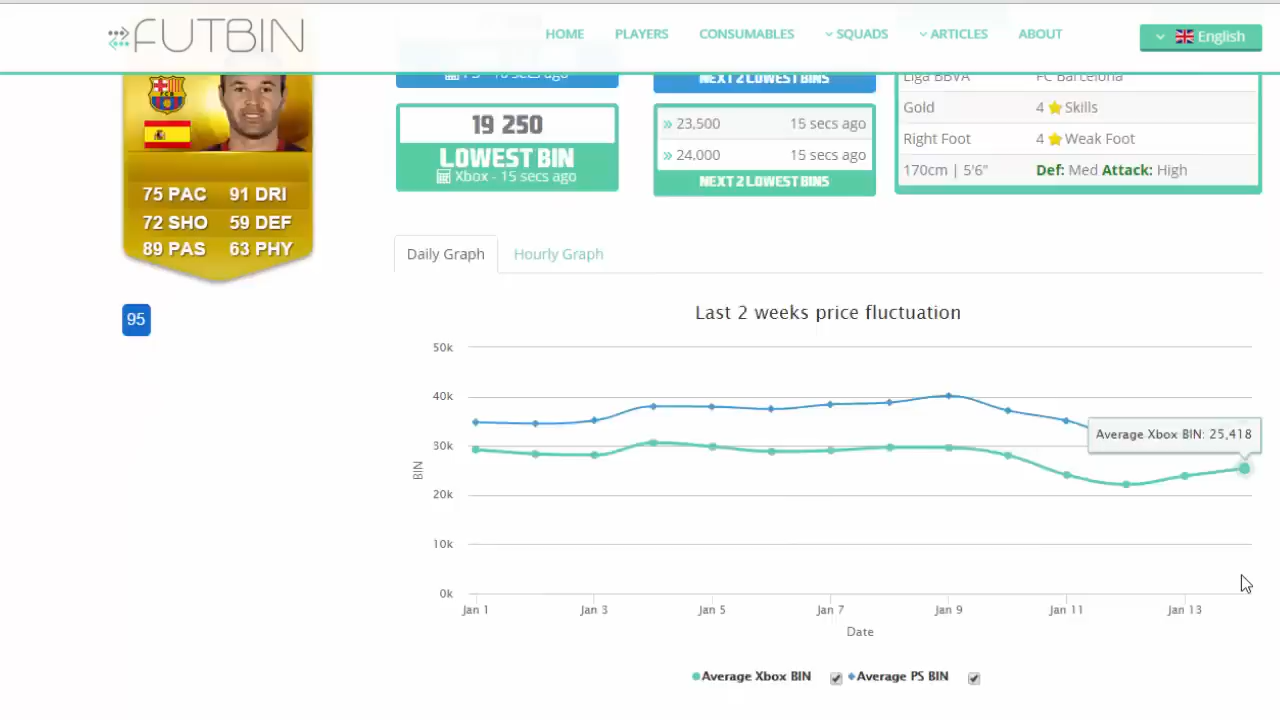 FUTBIN
HOME PLAYERS CONSUMABLES SQUADS ARTICLES ABOUT
English
PS - 16 secs ago
NEXT 2 LOWEST BINS
Liga BBVA FC Barcelona
Gold 4 Skills
Right Foot 4 Weak Foot
170cm | 5'6" Def: Med Attack: High
19 250
LOWEST BIN
Xbox - 15 secs ago
» 23,500 15 secs ago
» 24,000 15 secs ago
NEXT 2 LOWEST BINS
75 PAC 91 DRI
72 SHO 59 DEF
89 PAS 63 PHY
95
Daily Graph Hourly Graph
Last 2 weeks price fluctuation
50k
40k
30k
20k
10k
0k
BIN
Average Xbox BIN: 25,418
Jan 1 Jan 3 Jan 5 Jan 7 Jan 9 Jan 11 Jan 13
Date
Average Xbox BIN Average PS BIN